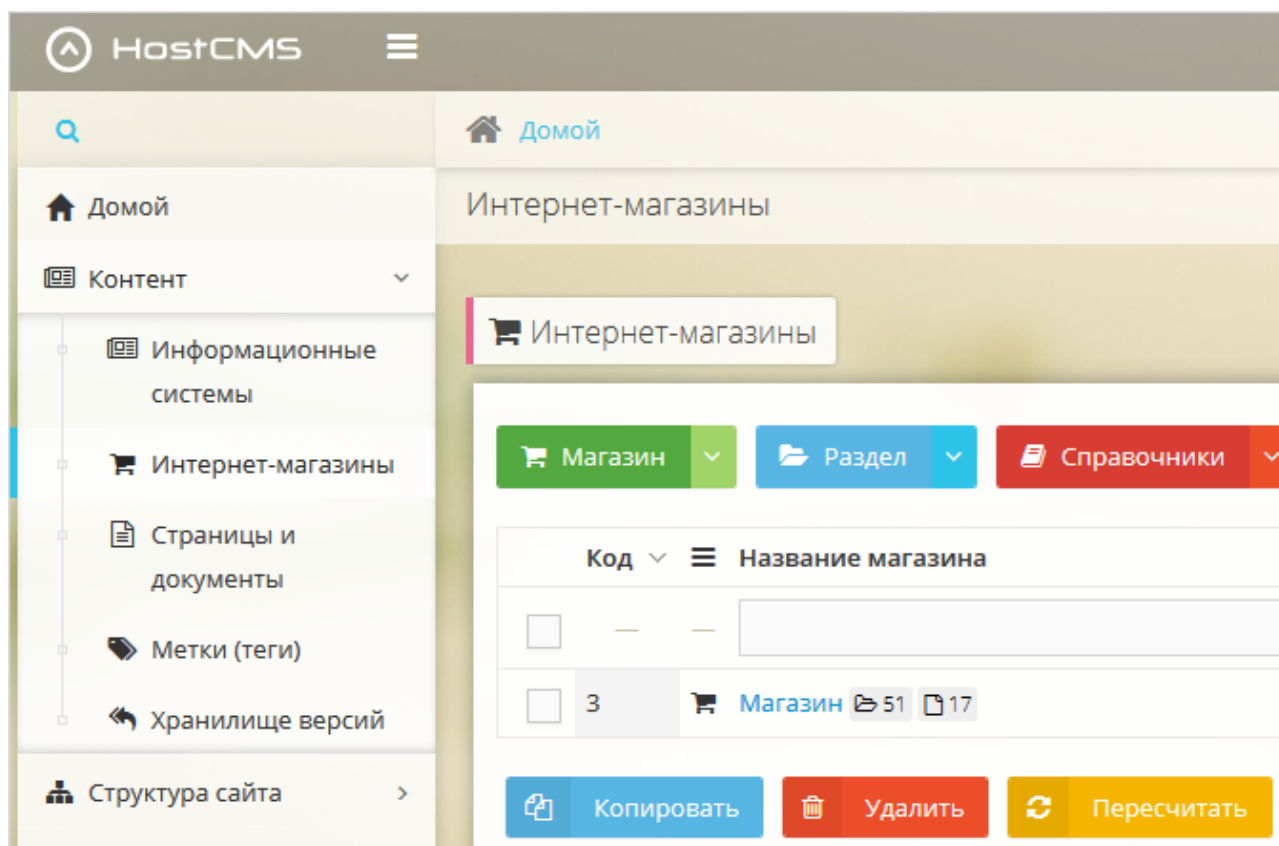 HostCMS
Домой
Домой
Интернет-магазины
Контент
Интернет-магазины
Информационные
системы
Магазин Раздел Справочники
Интернет-магазины
Страницы и
документы
Код Название магазина
— —
Метки (теги)
3 Магазин 51 17
Хранилище версий
Структура сайта
Копировать Удалить Пересчитать